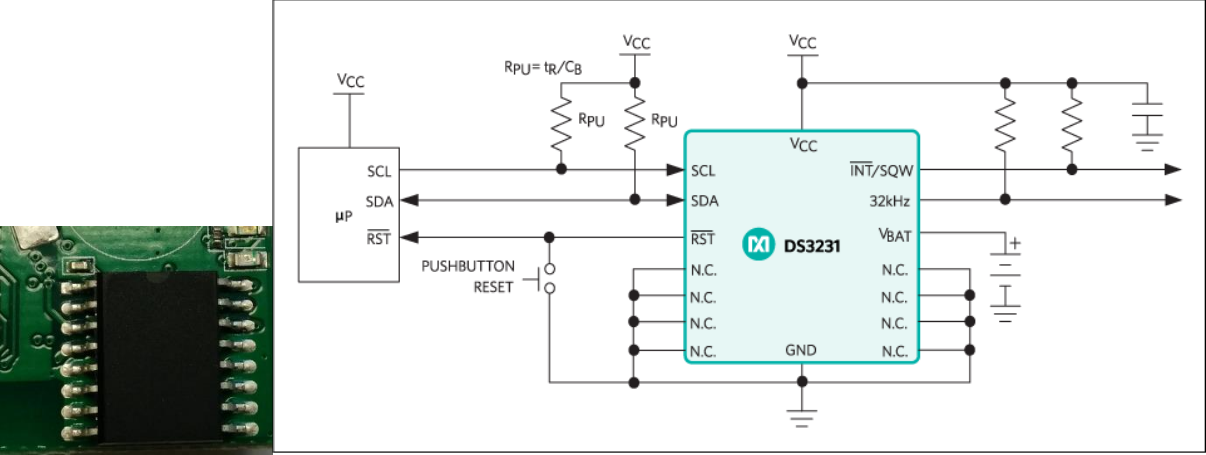 VCC
RPU= tR/CB
VCC
VCC
RPU
RPU
VCC
SCL
SCL
INT/SQW
SDA
SDA
32kHz
μP
RST
RST
VBAT
+
DS3231
PUSHBUTTON
RESET
N.C.
N.C.
N.C.
N.C.
N.C.
N.C.
N.C.
GND
N.C.